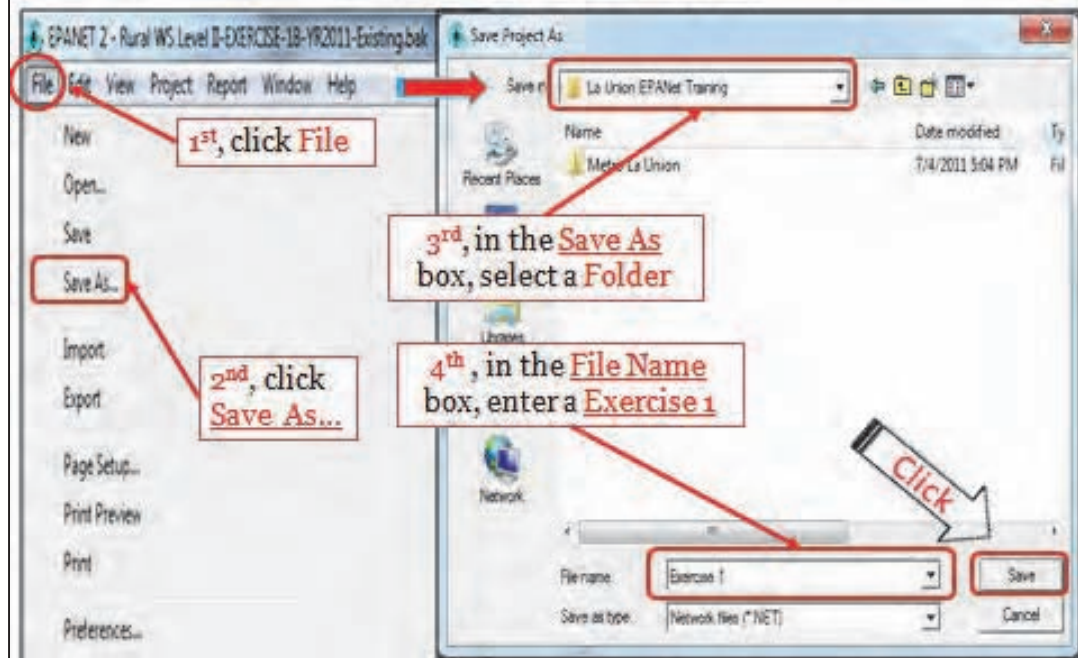 EPANET 2 - Rural WS Level II-EXERCISE-1B-YR2011-Existing.bak
File Edit View Project Report Window Help
1st, click File
New
Open...
Save
Save As...
2nd, click
Save As...
Import
Export
Page Setup...
Print Preview
Print
Preferences...
Save Project As
Save in
La Union EPANet Training
Name Date modified Ty
Recent Places
Metro La Union 7/4/2011 5:04 PM Fil
3rd, in the Save As
box, select a Folder
Libraries
4th , in the File Name
box, enter a Exercise 1
Network
Click
File name: Exercise 1 Save
Save as type: Network files (*.NET) Cancel